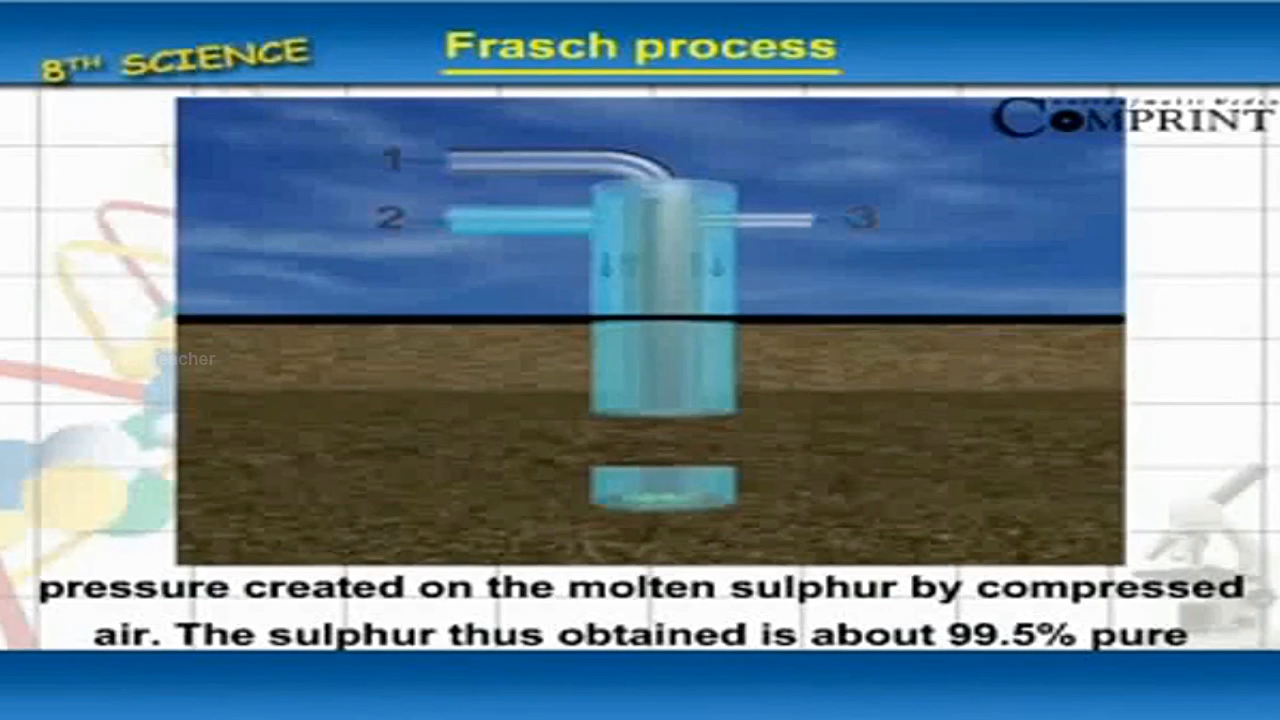 8TH SCIENCE
Frasch process
COMPRINT
1
2
3
eacher
pressure created on the molten sulphur by compressed
air. The sulphur thus obtained is about 99.5% pure